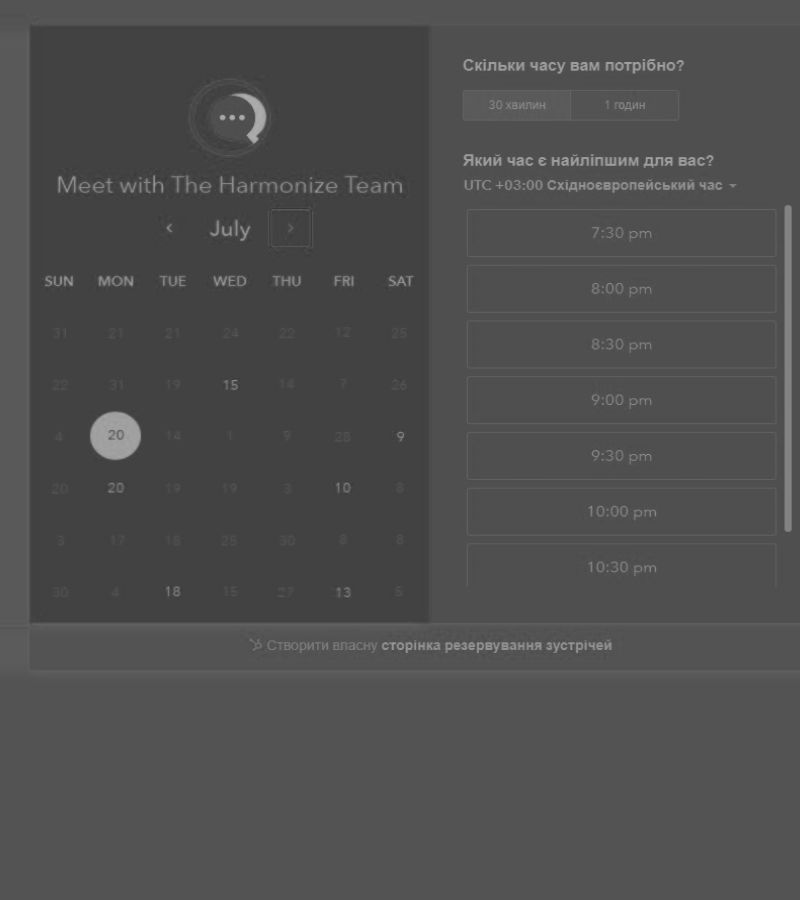 Meet with The Harmonize Team
July
SUN MON TUE WED THU FRI SAT
31 21 21 24 22 12 25
22 31 19 15 14 7 26
4 20 14 1 9 28 9
20 20 19 19 3 10 8
3 19 18 25 30 8 8
30 4 18 15 27 13 5
Скільки часу вам потрібно?
30 хвилин 1 годин
Який час є найліпшим для вас?
UTC +03:00 Східноєвропейський час
7:30 pm
8:00 pm
8:30 pm
9:00 pm
9:30 pm
10:00 pm
10:30 pm
Створити власну сторінка резервування зустрічей